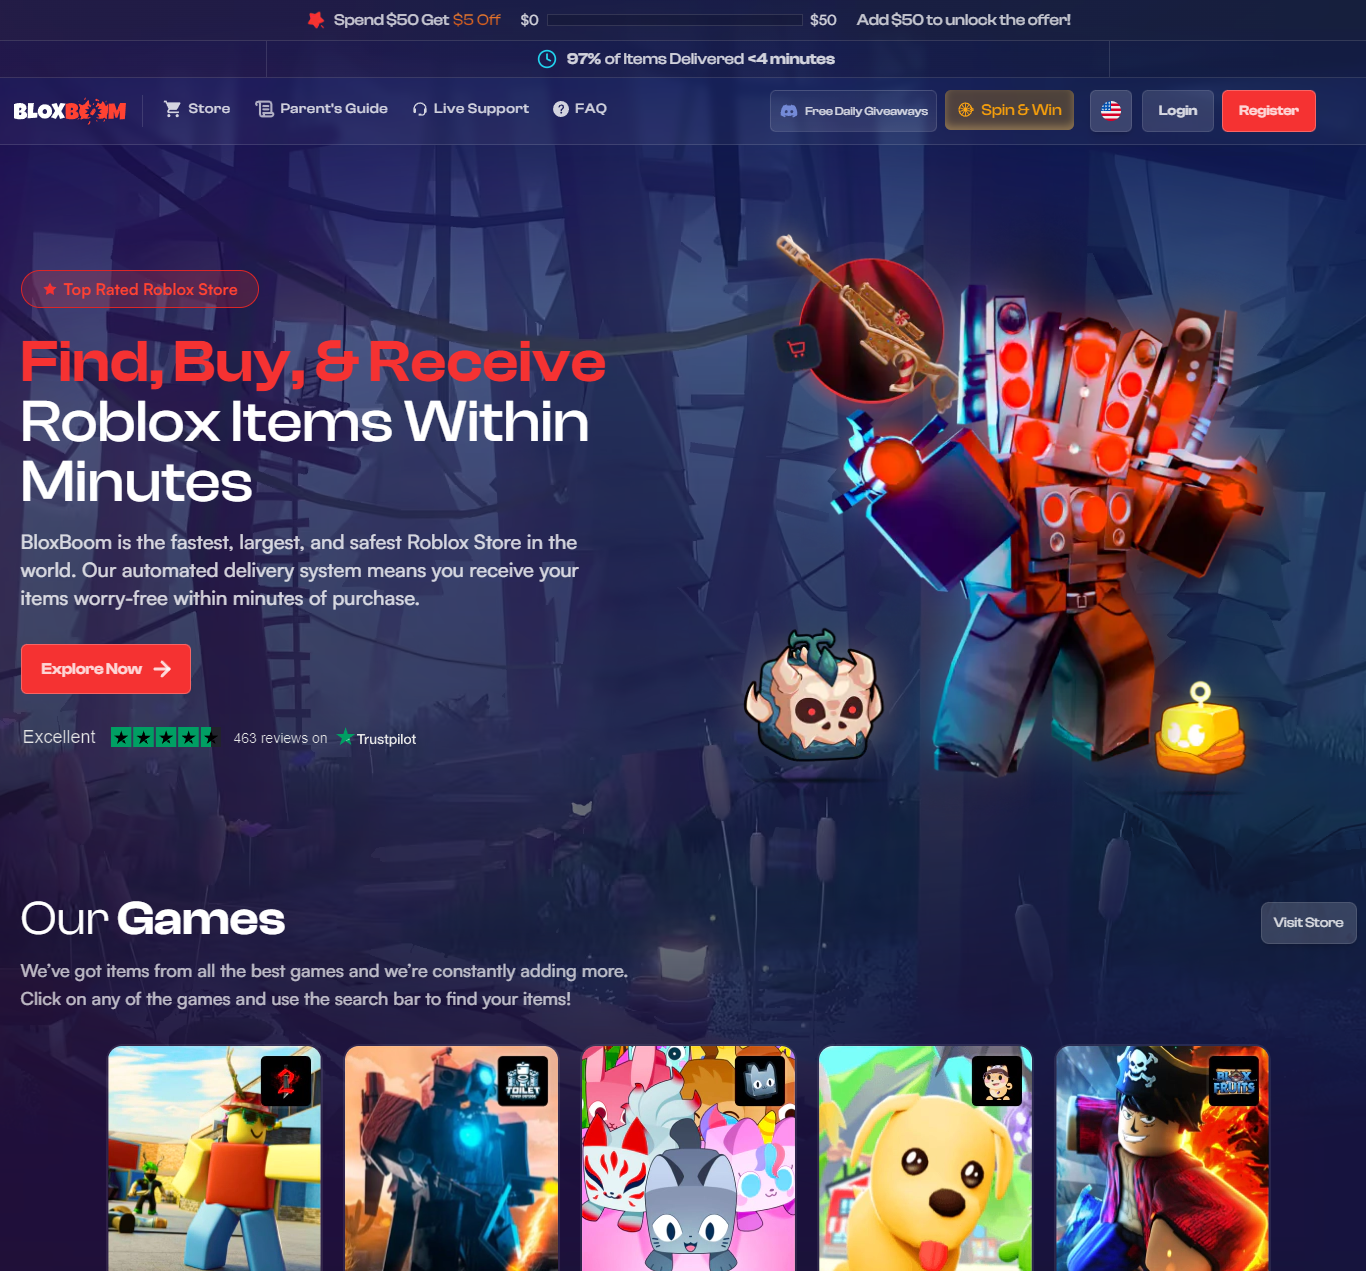 Spend $50 Get $5 Off $0 $50 Add $50 to unlock the offer!
97% of Items Delivered <4 minutes
BLOXBOOM Store Parent's Guide Live Support FAQ Free Daily Giveaways Spin & Win Login Register
Top Rated Roblox Store
Find, Buy, & Receive
Roblox Items Within
Minutes
BloxBoom is the fastest, largest, and safest Roblox Store in the
world. Our automated delivery system means you receive your
items worry-free within minutes of purchase.
Explore Now
Excellent 463 reviews on Trustpilot
Our Games
Visit Store
We've got items from all the best games and we're constantly adding more.
Click on any of the games and use the search bar to find your items!
TOILET
BLOX
FRUITS